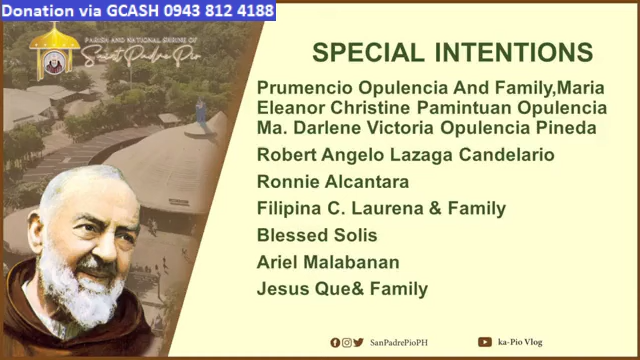 Donation via GCASH 0943 812 4188
PARISH AND NATIONAL SHRINE OF
Saint Padre Pio
SPECIAL INTENTIONS
Prumencio Opulencia And Family,Maria
Eleanor Christine Pamintuan Opulencia
Ma. Darlene Victoria Opulencia Pineda
Robert Angelo Lazaga Candelario
Ronnie Alcantara
Filipina C. Laurena & Family
Blessed Solis
Ariel Malabanan
Jesus Que& Family
SanPadrePioPH
ka-Pio Vlog